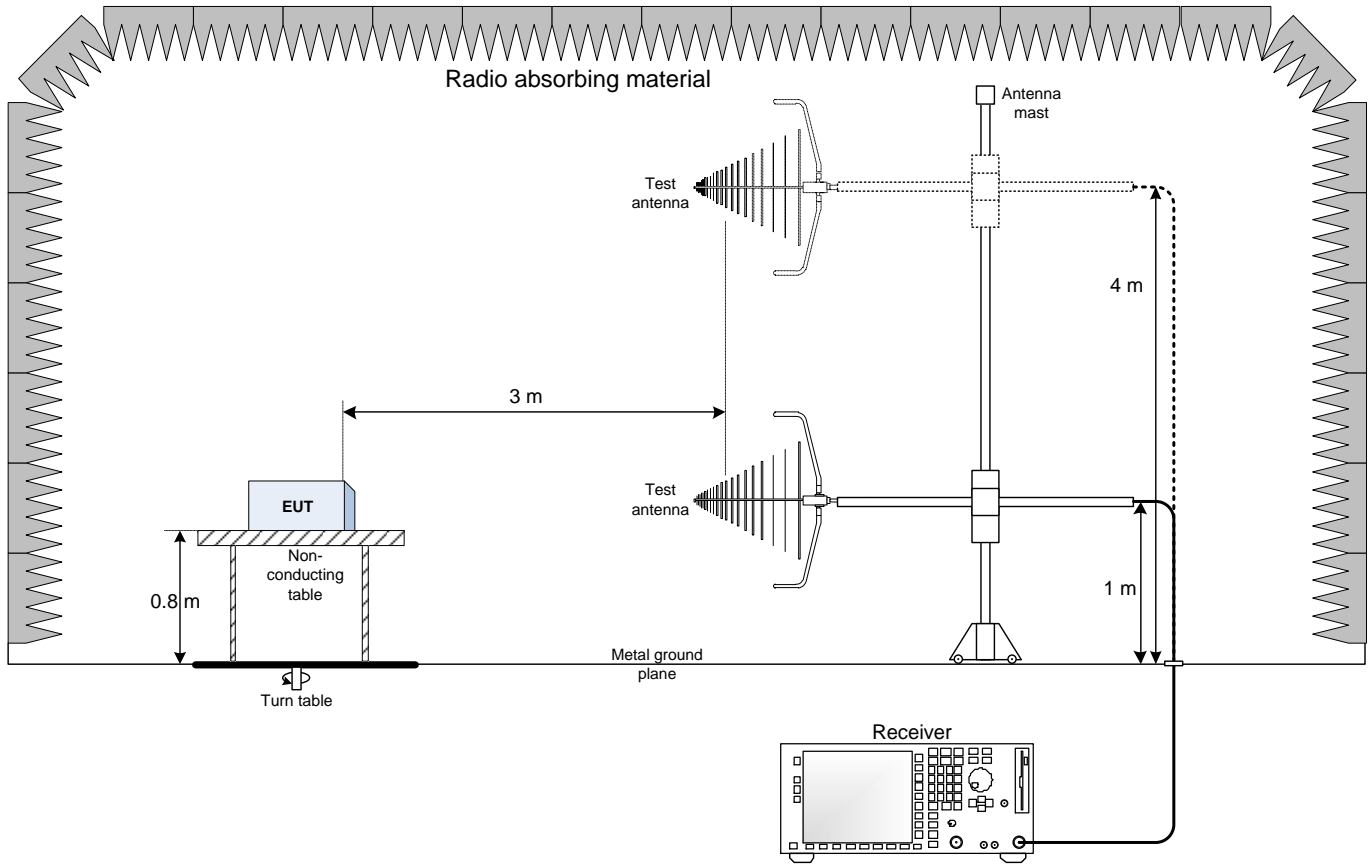 Radio absorbing material
Antenna
mast
Test
antenna
4 m
3 m
Test
antenna
EUT
Non-
conducting
table
0.8 m
1 m
Metal ground
plane
Turn table
Receiver